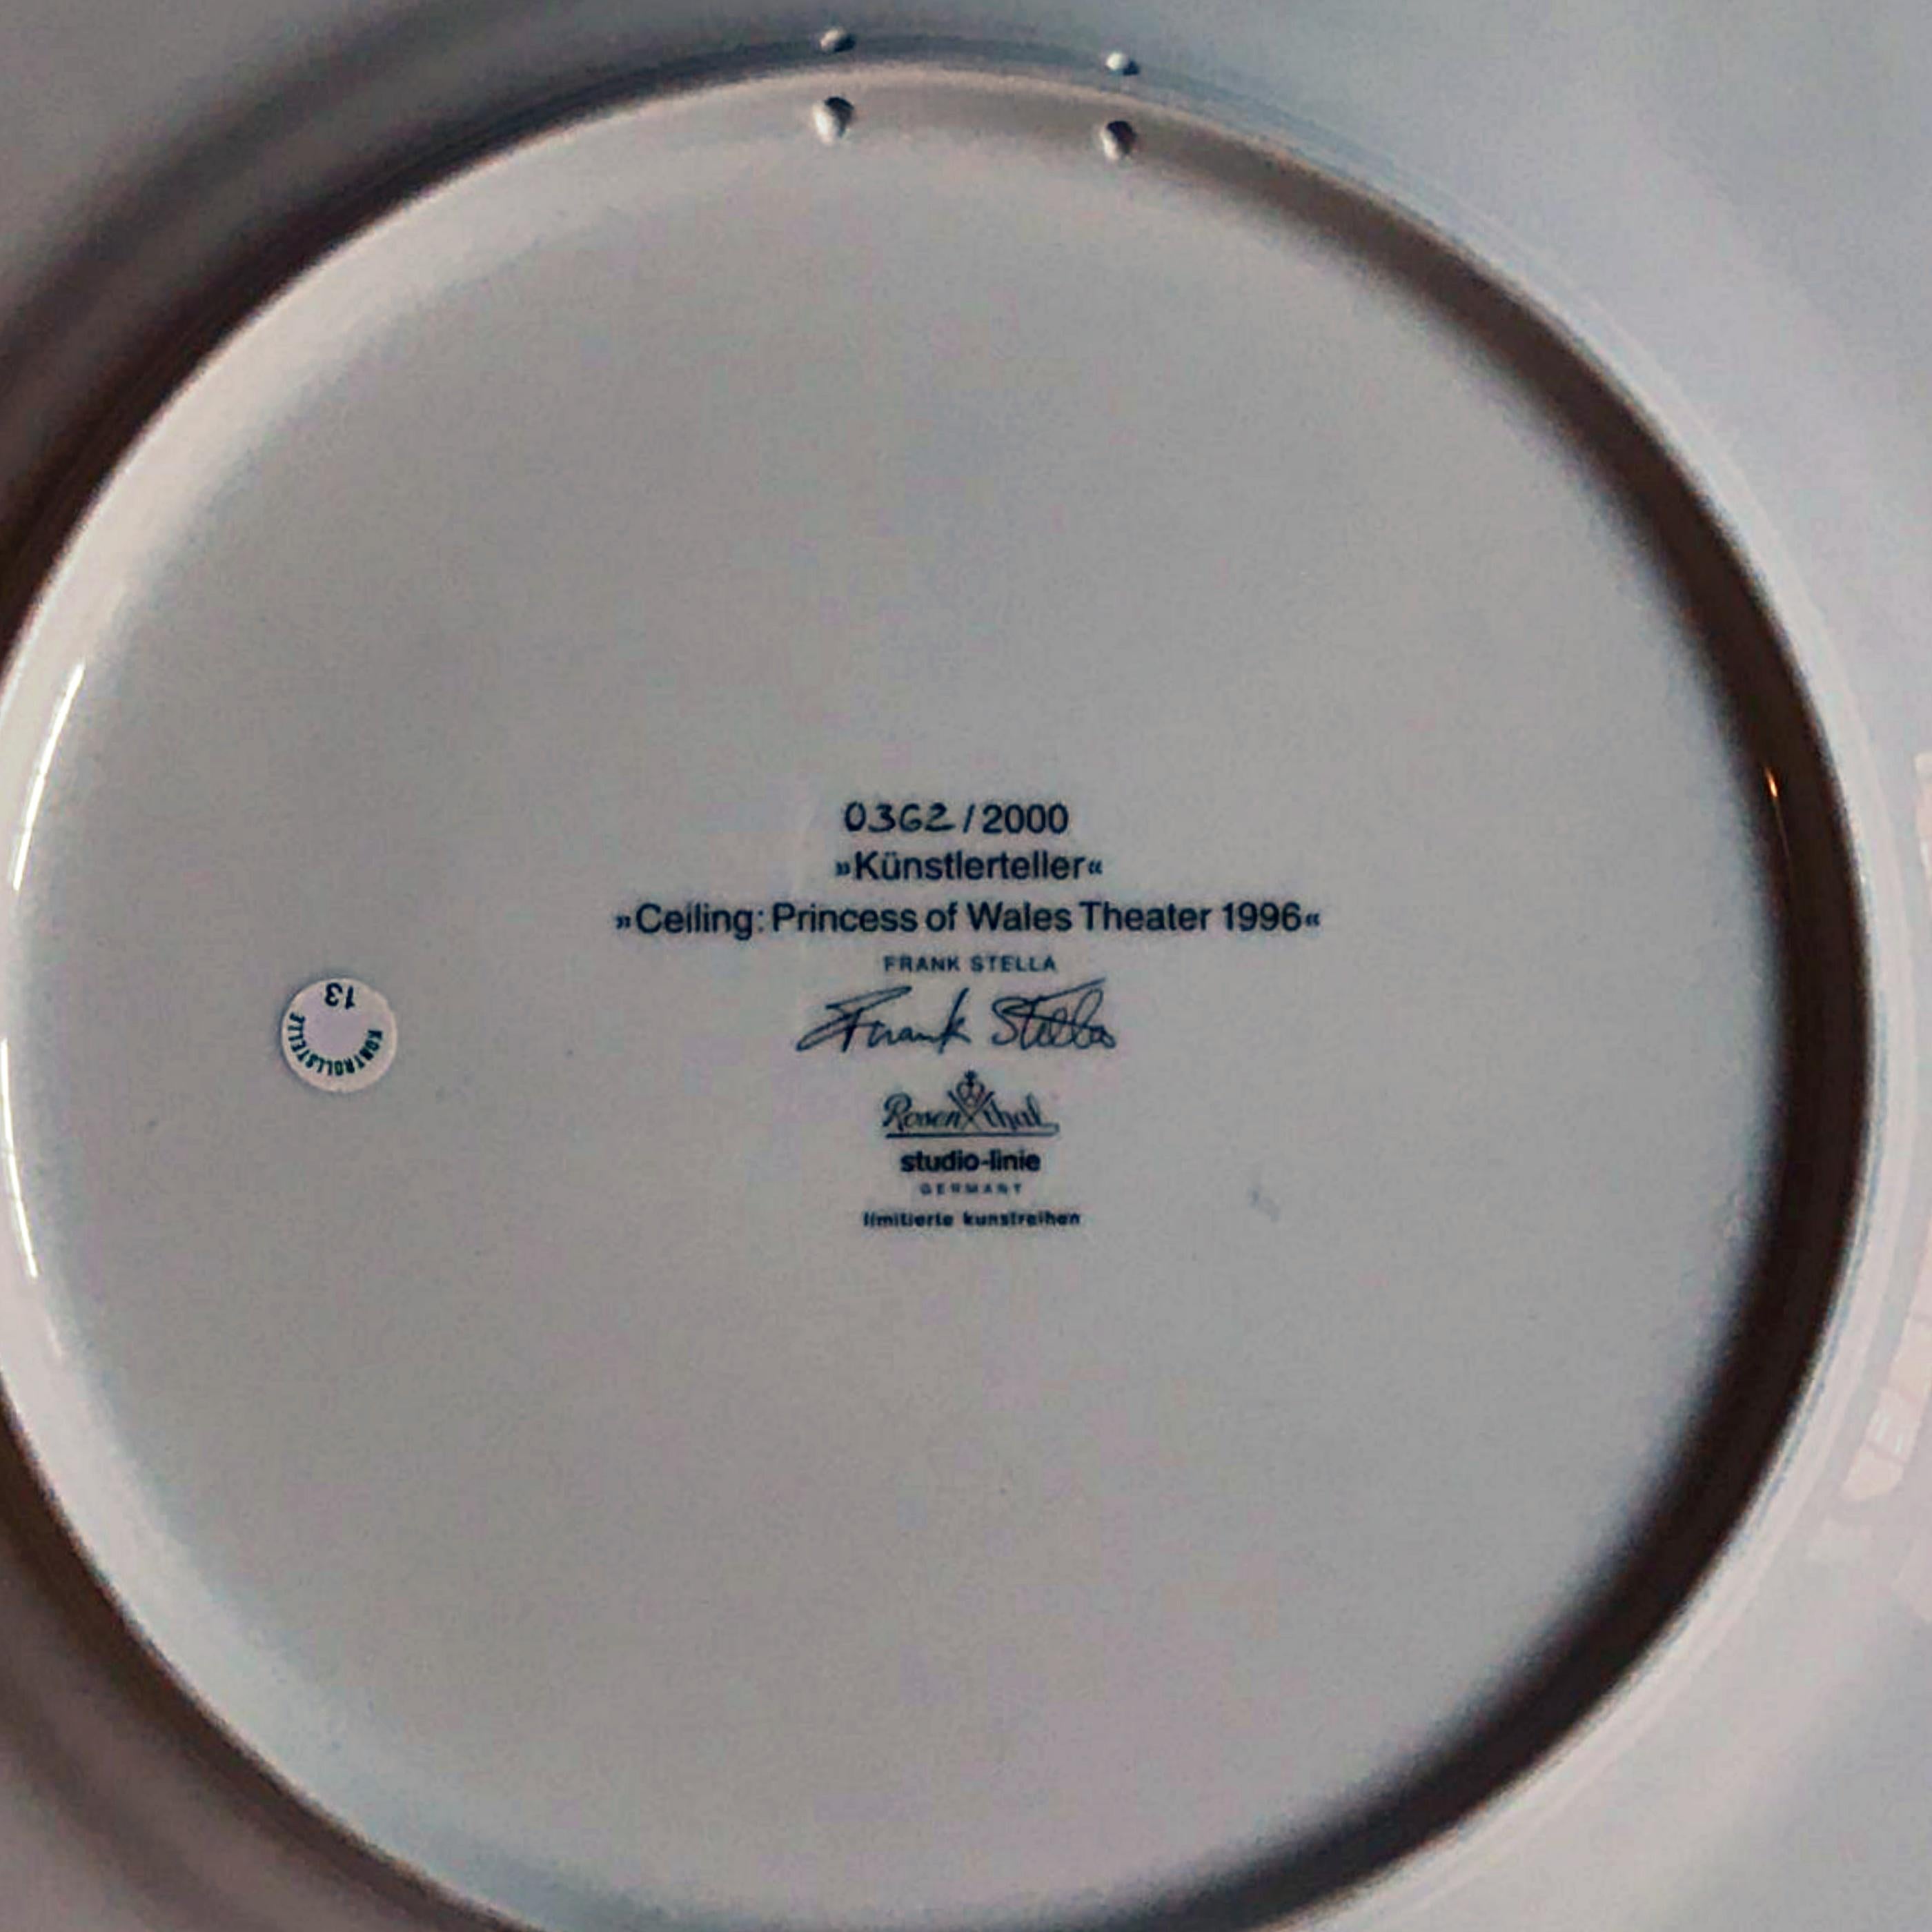 0362 / 2000
»Künstlerteller«
»Ceiling: Princess of Wales Theater 1996«
FRANK STELLA
Frank Stella
Rosenthal
studio-linie
GERMANY
limitierte kunstreihen
KONTROLLSTELLE
13